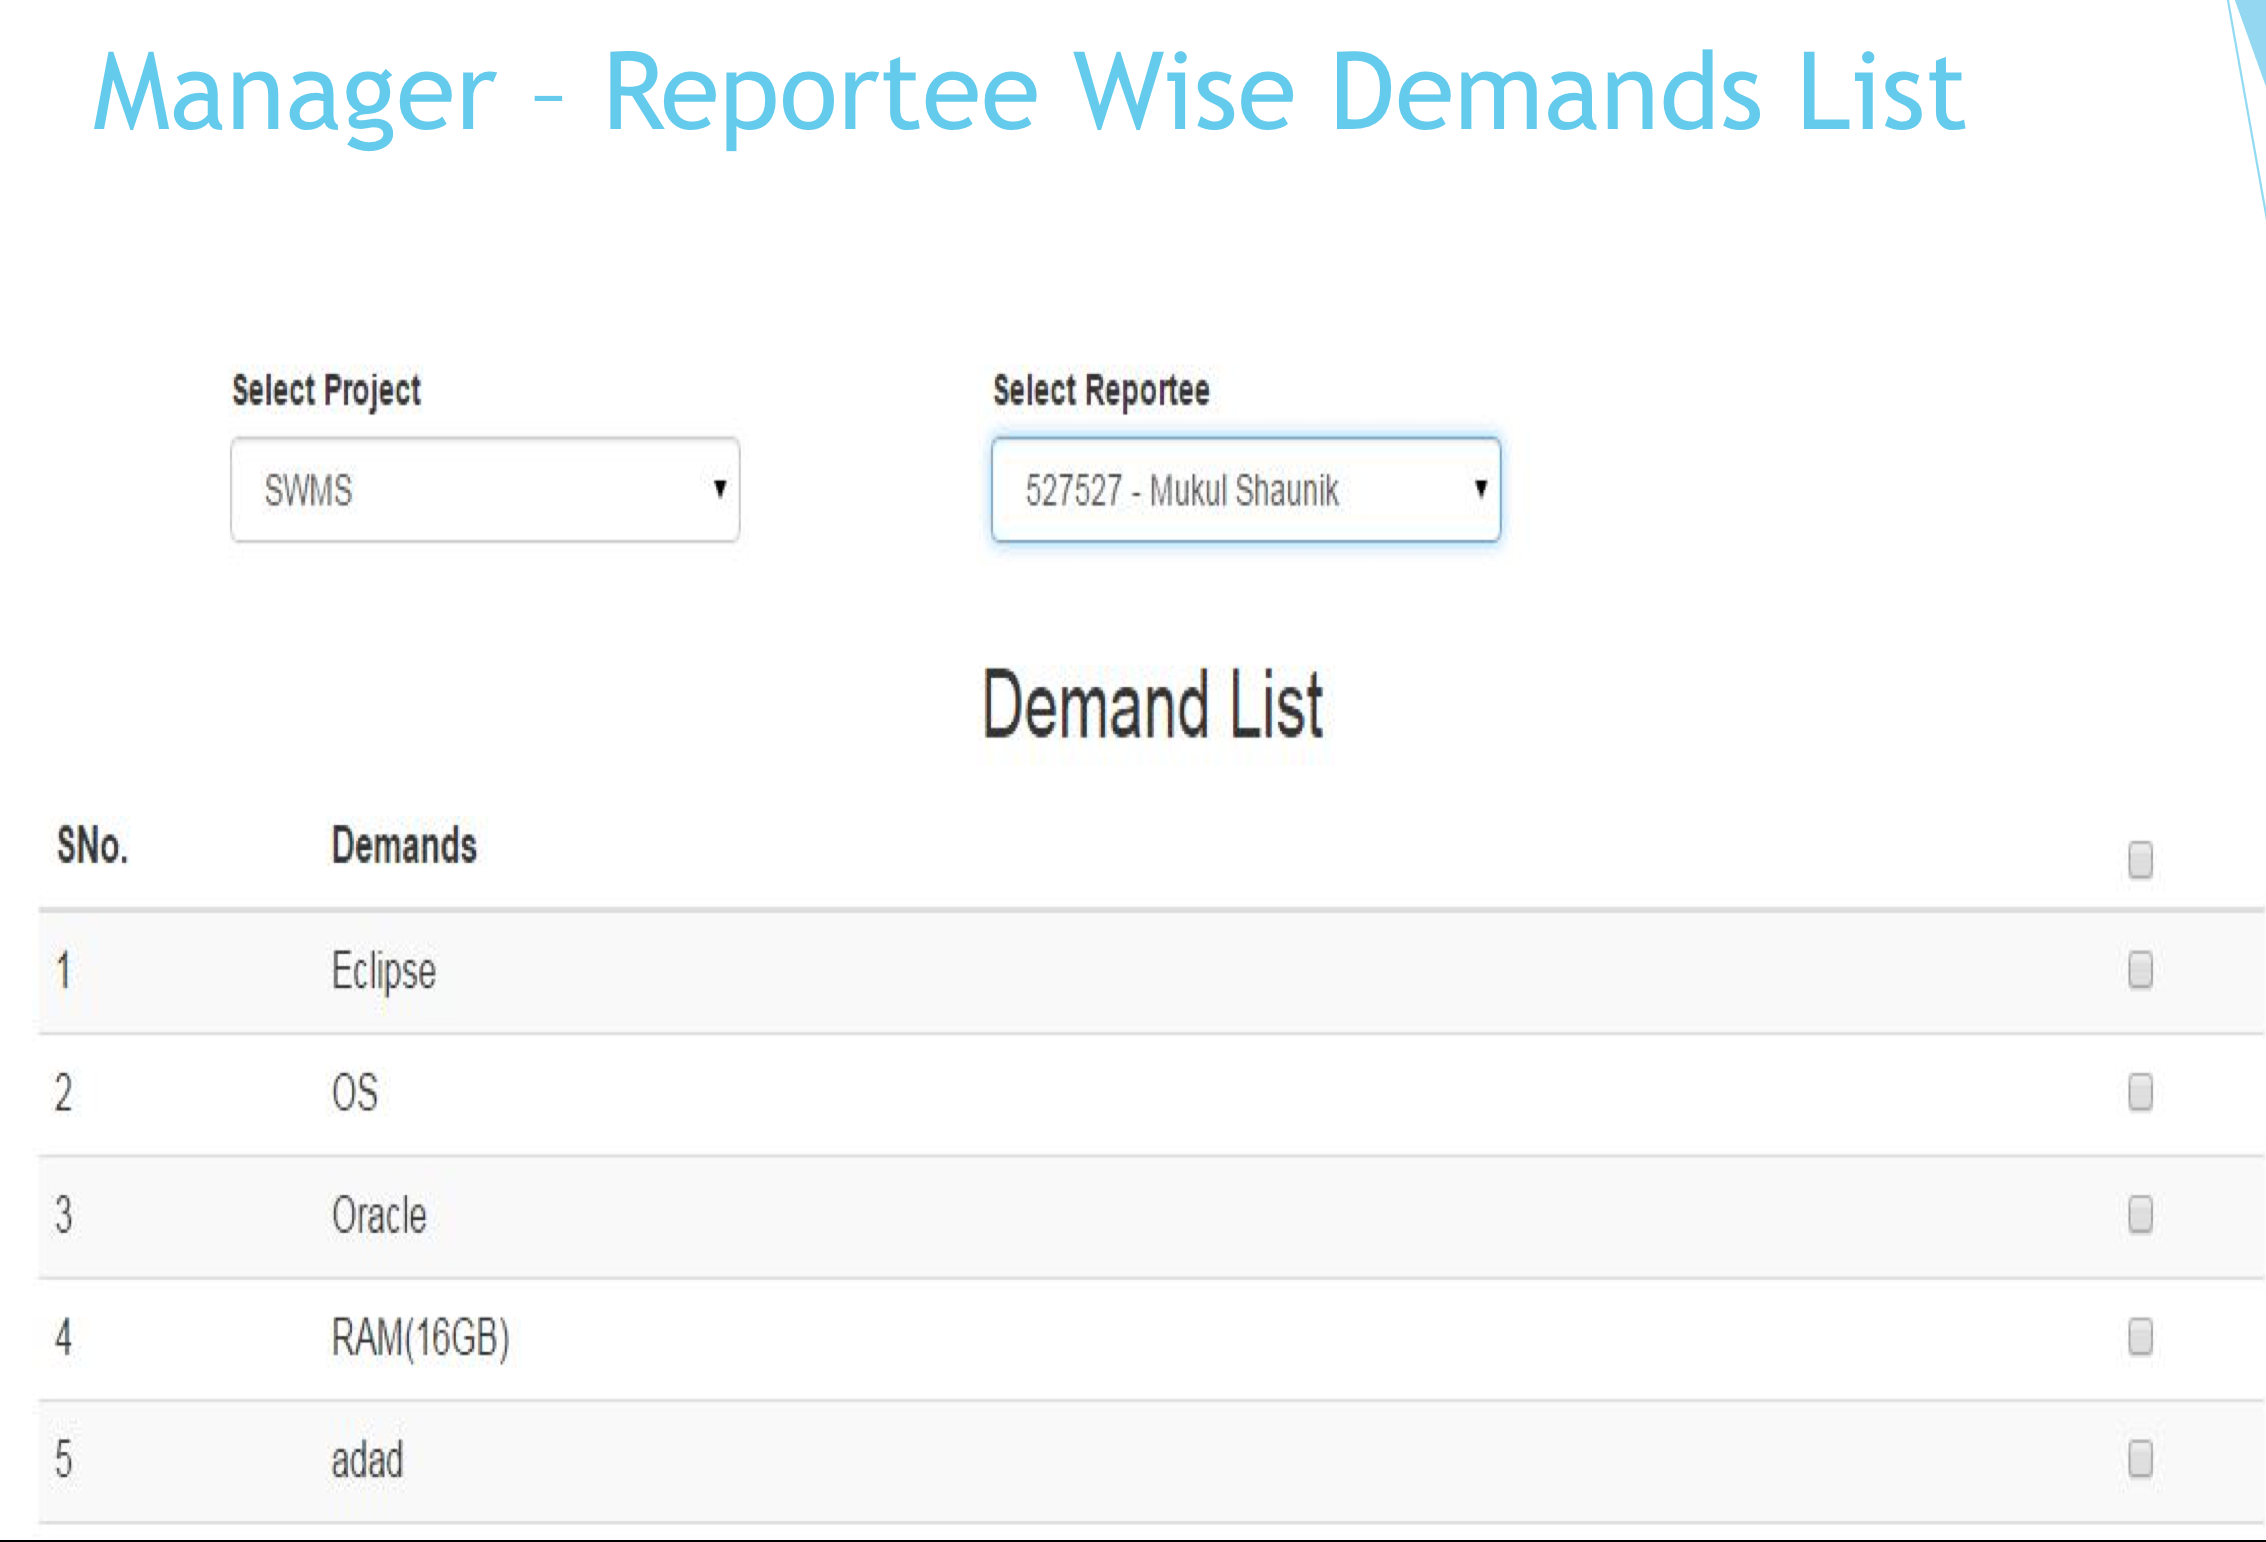 Manager – Reportee Wise Demands List
Select Project Select Reportee
SWMS 527527 - Mukul Shaunik
Demand List
SNo. Demands
1 Eclipse
2 OS
3 Oracle
4 RAM(16GB)
5 adad